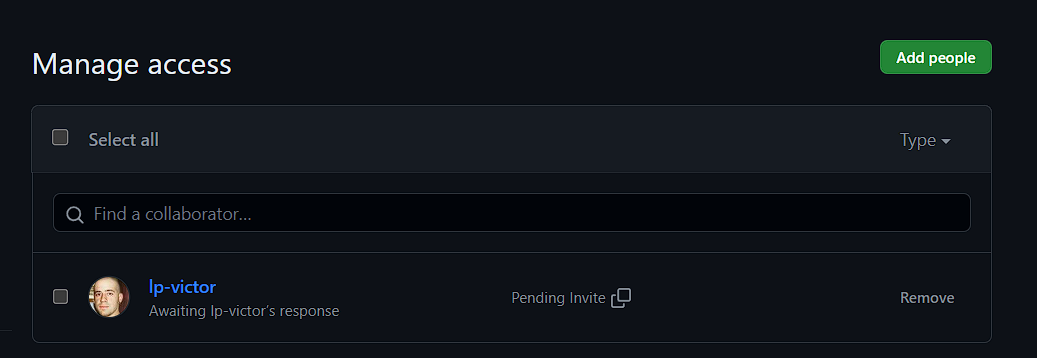 Manage access
Add people
Select all
Type
Find a collaborator...
lp-victor
Awaiting lp-victor's response
Pending Invite
Remove